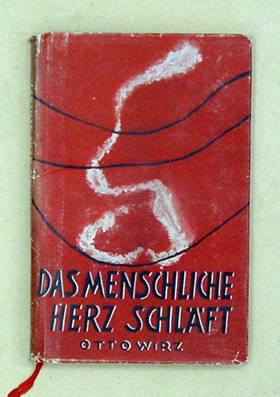 DAS MENSCHLICHE
HERZ SCHLÄFT
OTTO WIRZ